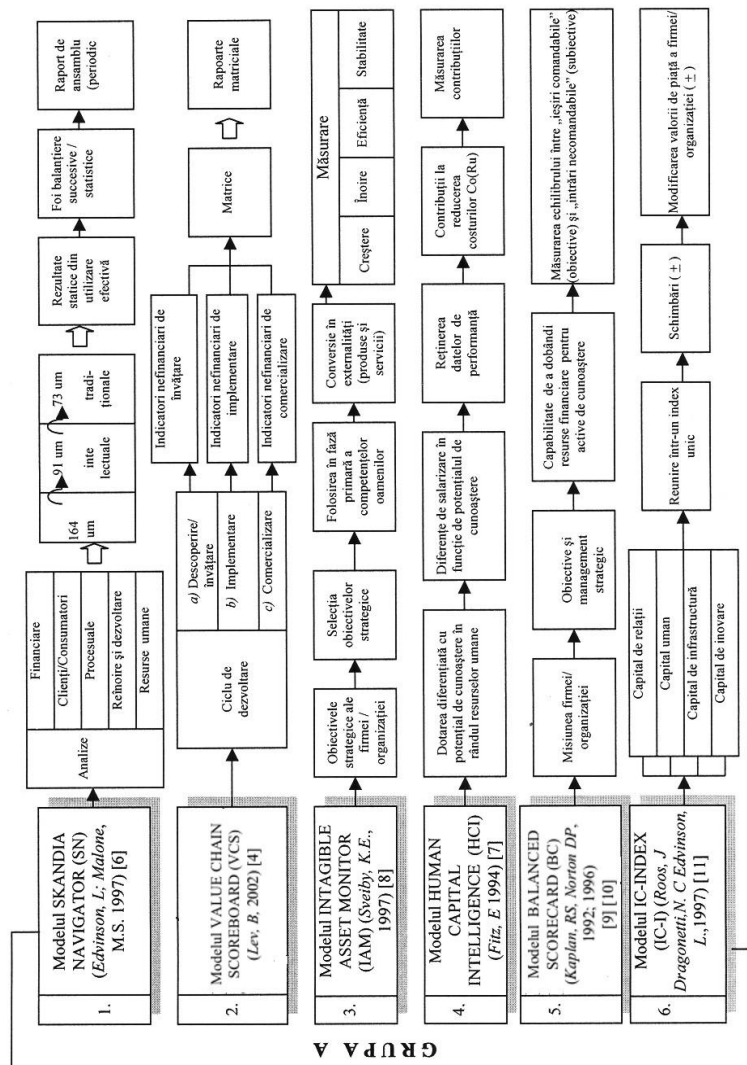 GRUPA A
1.
Modelul SKANDIA
NAVIGATOR (SN)
(Edvinson, L; Malone,
M.S. 1997) [6]
Analize
Financiare
Clienți/Consumatori
Procesuale
Reînoire și dezvoltare
Resurse umane
164
um
91 um
inte
lectuale
73 um
tradi-
ționale
Rezultate
statice din
utilizare
efectivă
Foi balanțiere
succesive /
statistice
Raport de
ansamblu
(periodic
2.
Modelul VALUE CHAIN
SCOREBOARD (VCS)
(Lev. B, 2002) [4]
Ciclu de
dezvoltare
a) Descoperire/
învățare
b) Implementare
c) Comercializare
Indicatori nefinanciari de
învățare
Indicatori nefinanciari de
implementare
Indicatori nefinanciari de
comercializare
Matrice
Rapoarte
matriciale
3.
Modelul INTAGIBLE
ASSET MONITOR
(IAM) (Sveiby, K.E.,
1997) [8]
Obiectivele
strategice ale
firmei /
organizației
Selecția
obiectivelor
strategice
Folosirea în fază
primară a
competențelor
oamenilor
Conversie în
externalități
(produse și
servicii)
Măsurare
Creștere
Înoire
Eficiență
Stabilitate
4.
Modelul HUMAN
CAPITAL
INTELLIGENCE (HCI)
(Fitz, E 1994) [7]
Dotarea diferențiată cu
potențial de cunoaștere în
rândul resurselor umane
Diferențe de salarizare în
funcție de potențialul de
cunoaștere
Reținerea
datelor de
performanță
Contribuții la
reducerea
costurilor Co(Ru)
Măsurarea
contribuțiilor
5.
Modelul BALANCED
SCORECARD (BC)
(Kaplan, RS, Norton DP,
1992; 1996)
[9] [10]
Misiunea firmei/
organizației
Obiective și
management
strategic
Capabilitate de a dobândi
resurse financiare pentru
active de cunoaștere
Măsurarea echilibrului între „ieșiri comandabile”
(obiective) și „intrări necomandabile” (subiective)
6.
Modelul IC-INDEX
(IC-I) (Roos, J
Dragonetti,N. C Edvinson,
L.,1997) [11]
Capital de relații
Capital uman
Capital de infrastructură
Capital de inovare
Reunire într-un index
unic
Schimbări (±)
Modificarea valorii de piață a firmei/
organizației (±)